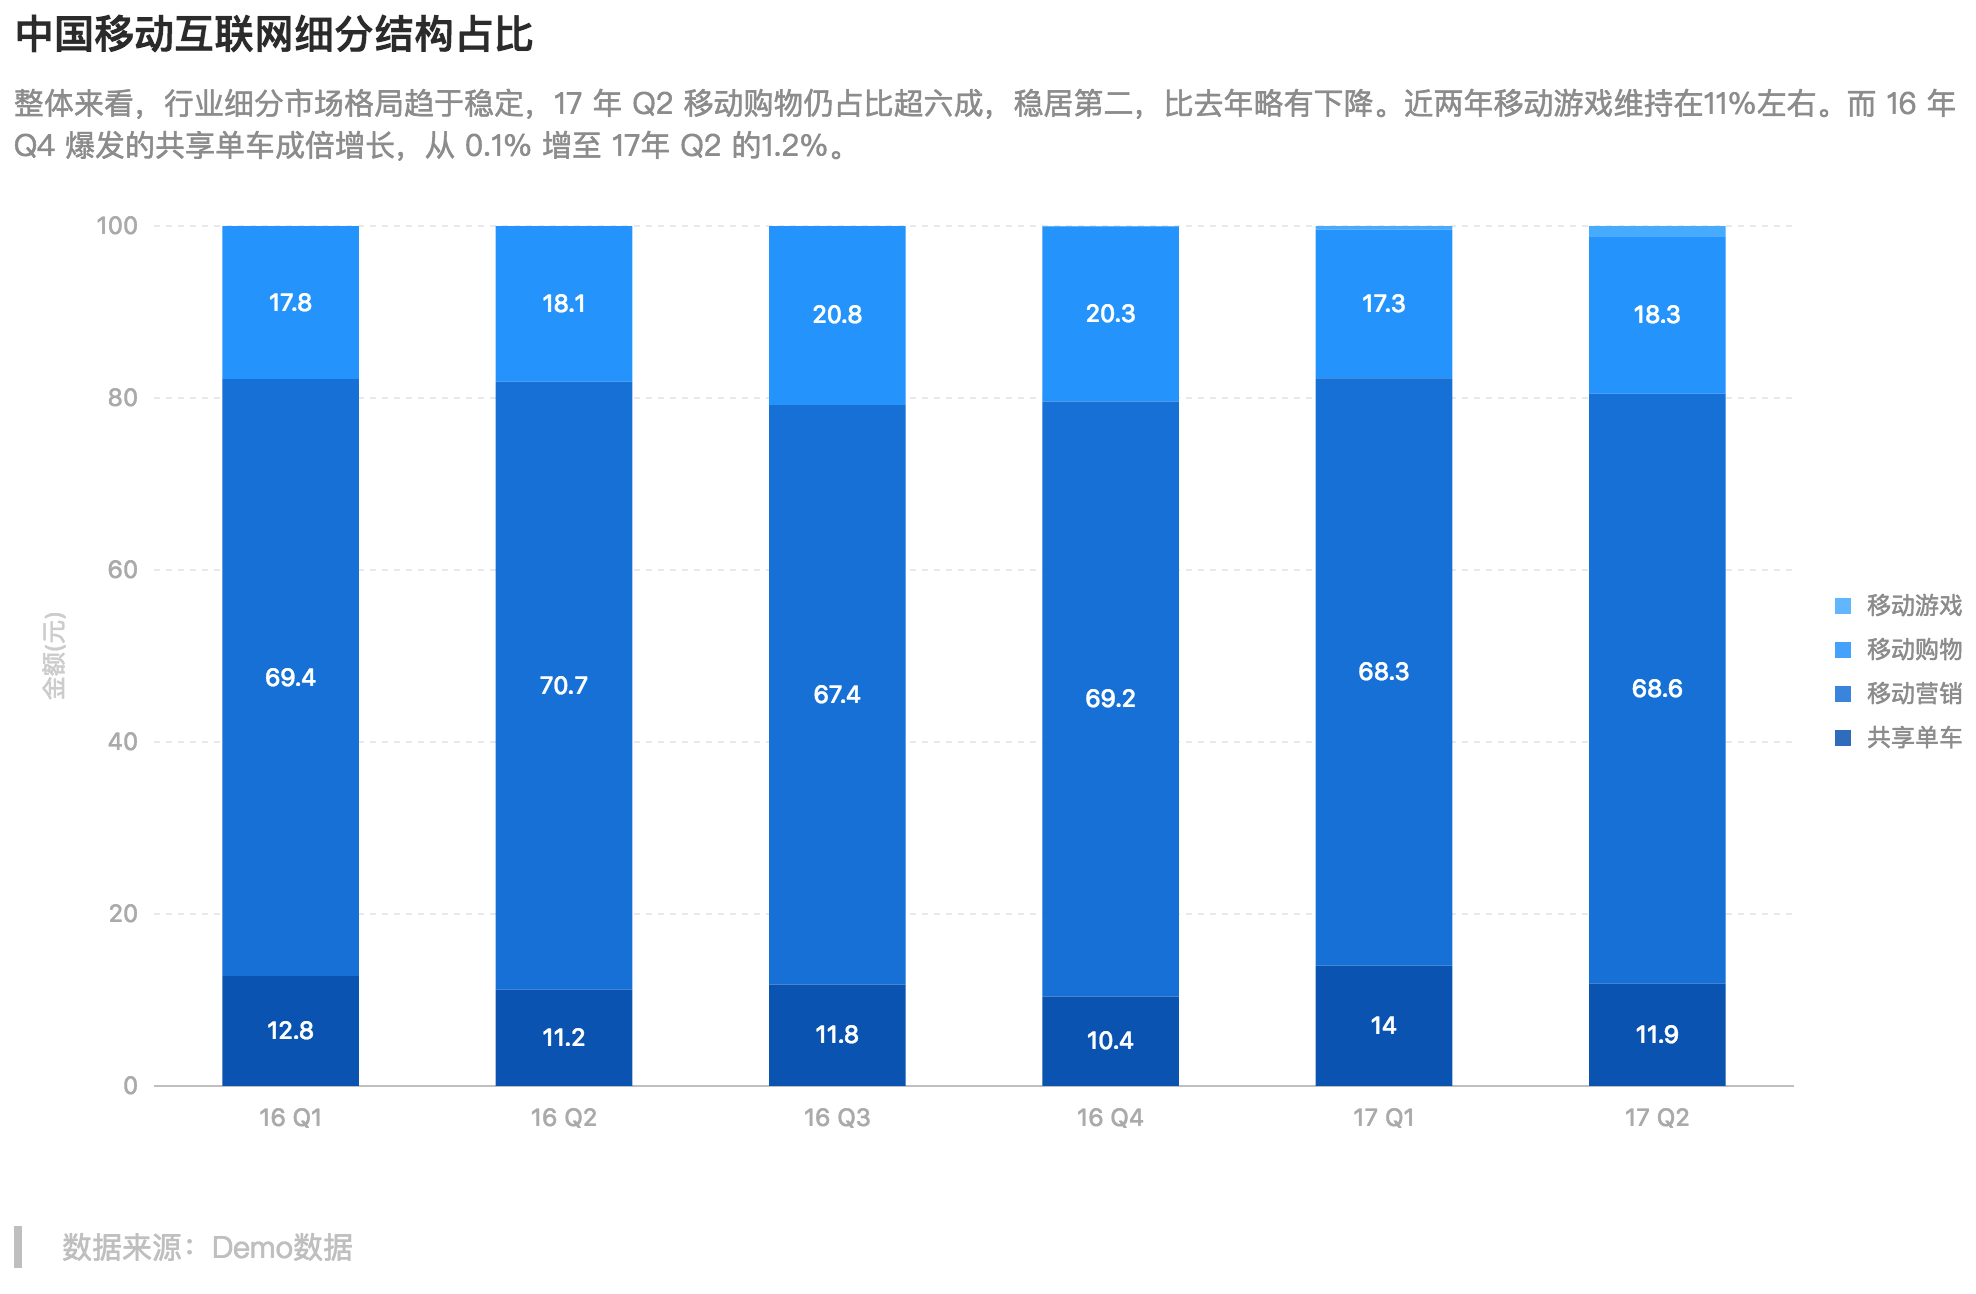 中国移动互联网细分结构占比
整体来看，行业细分市场格局趋于稳定，17 年 Q2 移动购物仍占比超六成，稳居第二，比去年略有下降。近两年移动游戏维持在11%左右。而 16 年
Q4 爆发的共享单车成倍增长，从 0.1% 增至 17年 Q2 的1.2%。
金额(元)
100
80
60
40
20
0
17.8
18.1
20.8
20.3
17.3
18.3
69.4
70.7
67.4
69.2
68.3
68.6
12.8
11.2
11.8
10.4
14
11.9
16 Q1
16 Q2
16 Q3
16 Q4
17 Q1
17 Q2
移动游戏
移动购物
移动营销
共享单车
数据来源：Demo数据